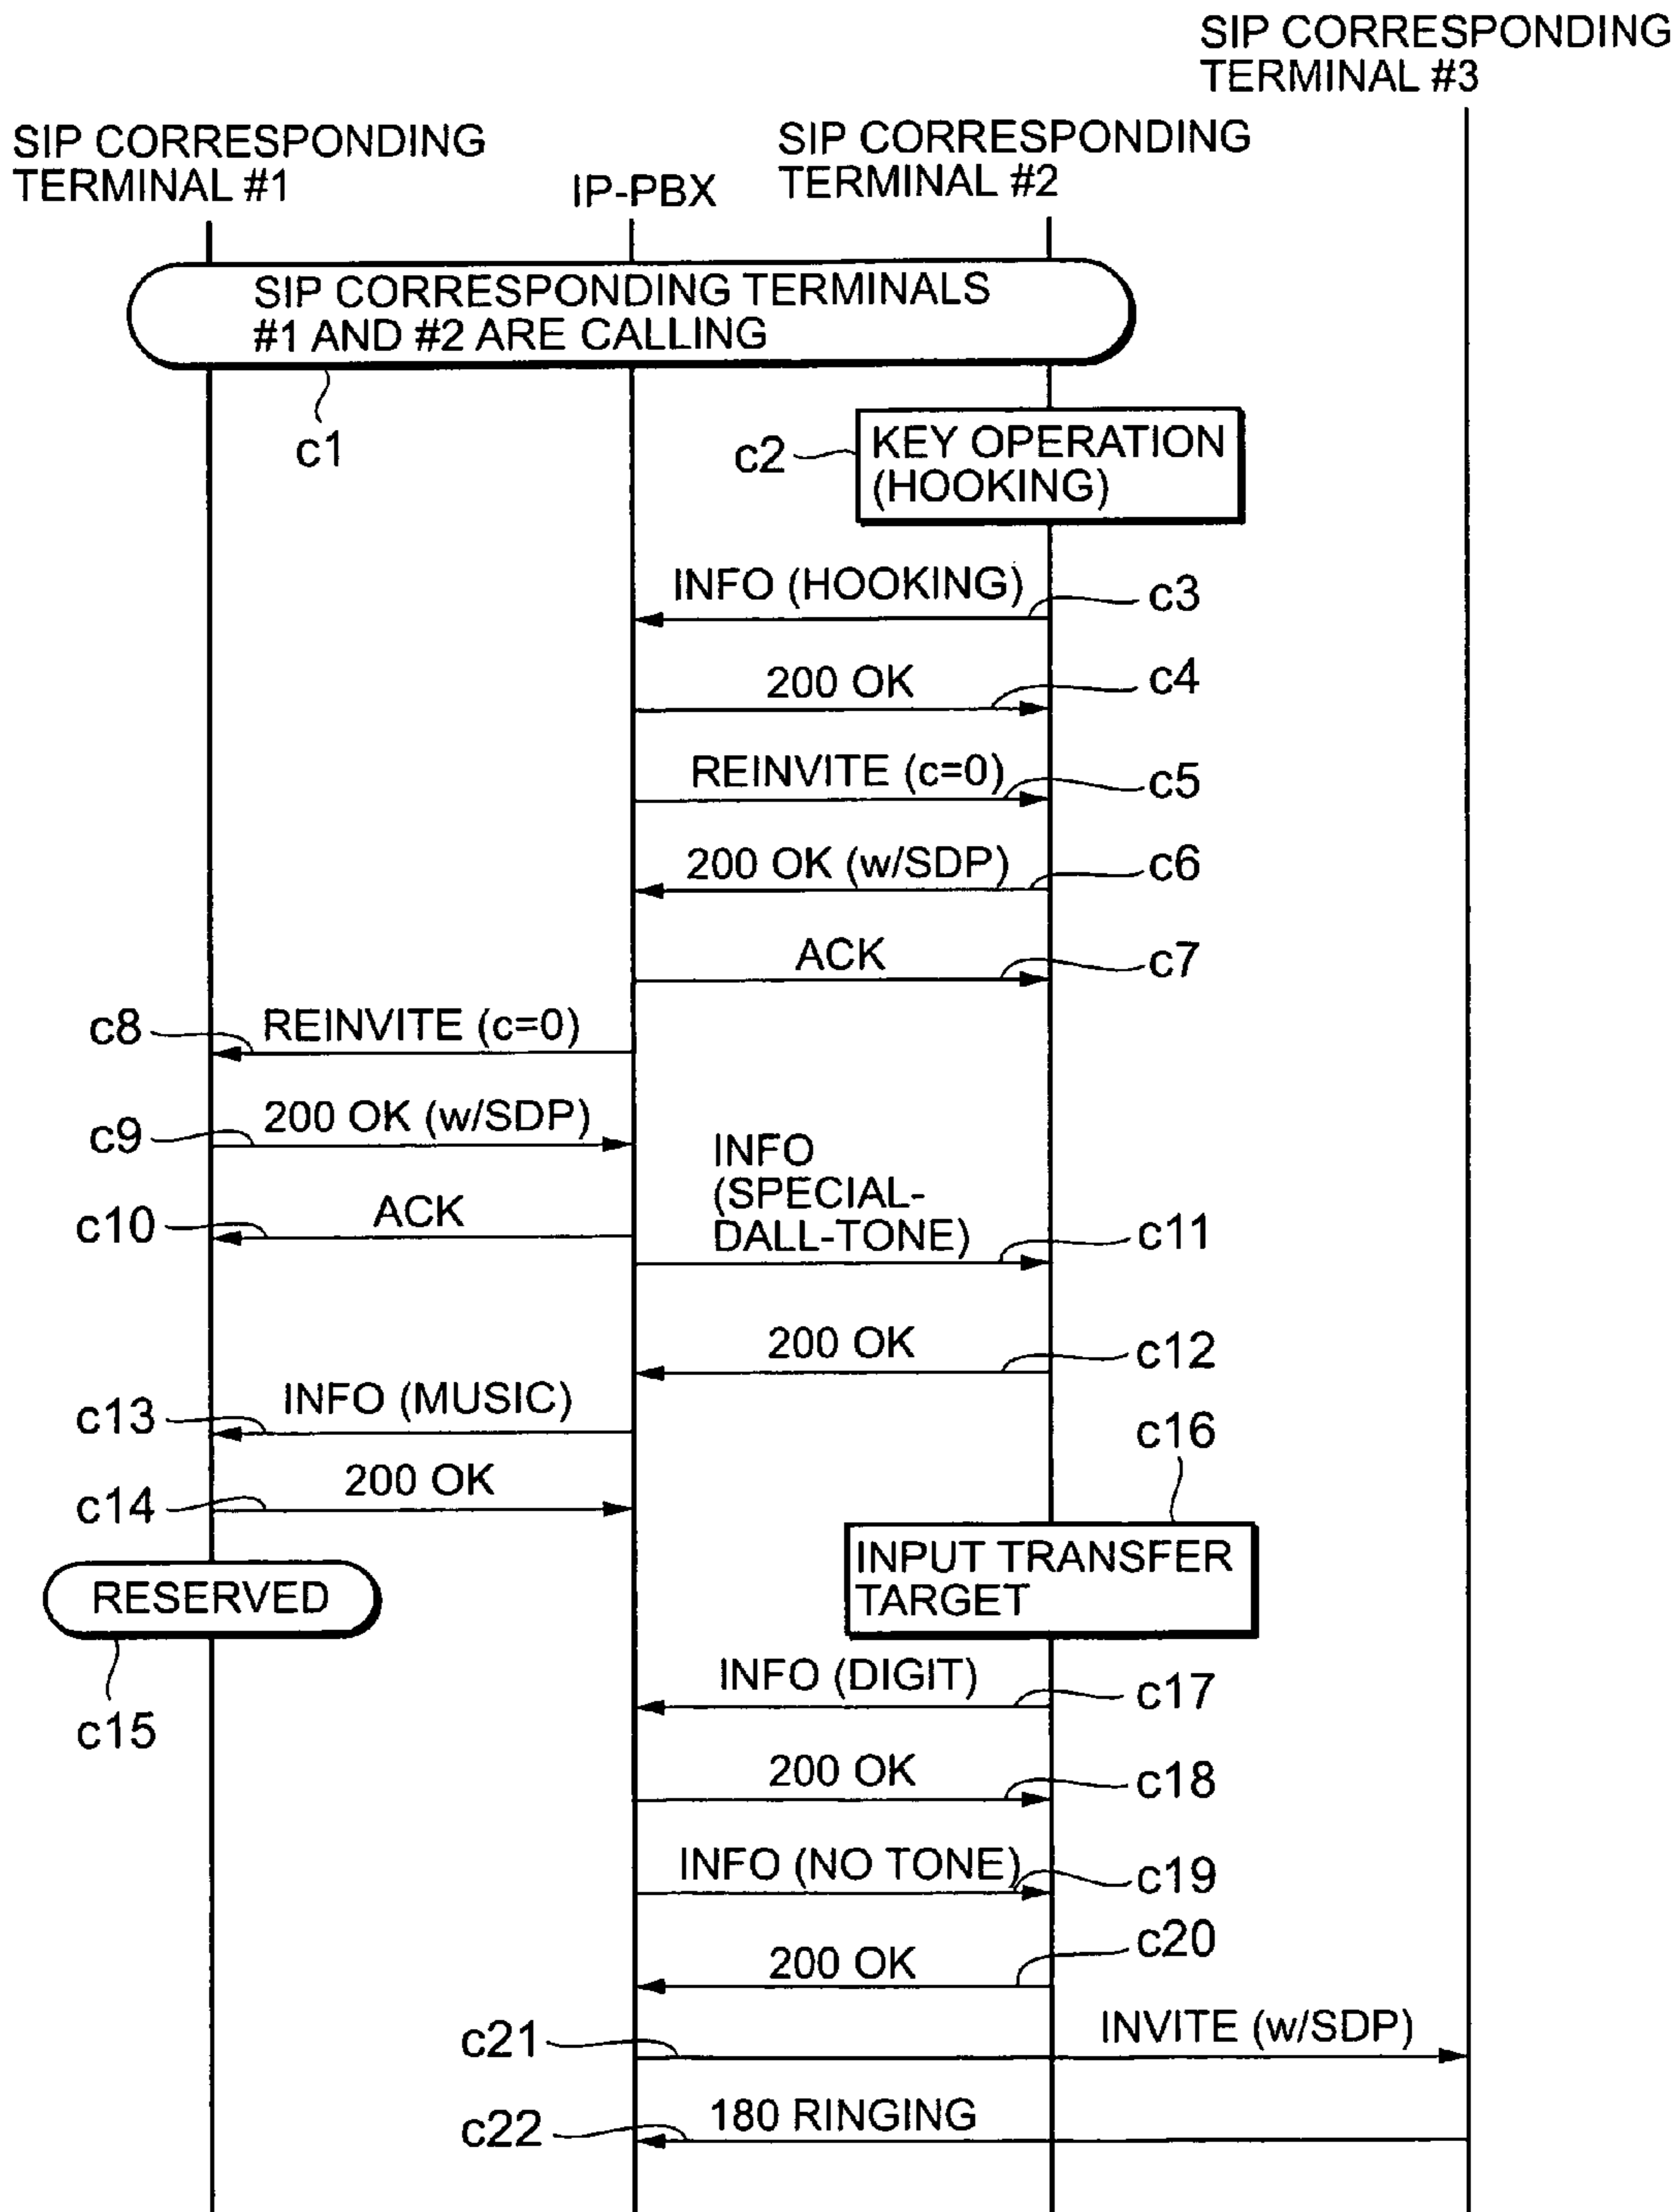 SIP CORRESPONDING
TERMINAL #3
SIP CORRESPONDING
TERMINAL #1
IP-PBX
SIP CORRESPONDING
TERMINAL #2
SIP CORRESPONDING TERMINALS
#1 AND #2 ARE CALLING
c1
c2
KEY OPERATION
(HOOKING)
INFO (HOOKING)
c3
200 OK
c4
REINVITE (c=0)
c5
200 OK (w/SDP)
c6
ACK
c7
c8
REINVITE (c=0)
c9
200 OK (w/SDP)
c10
ACK
INFO
(SPECIAL-
DALL-TONE)
c11
200 OK
c12
c13
INFO (MUSIC)
c14
200 OK
c16
RESERVED
c15
INPUT TRANSFER
TARGET
INFO (DIGIT)
c17
200 OK
c18
INFO (NO TONE)
c19
200 OK
c20
c21
INVITE (w/SDP)
c22
180 RINGING